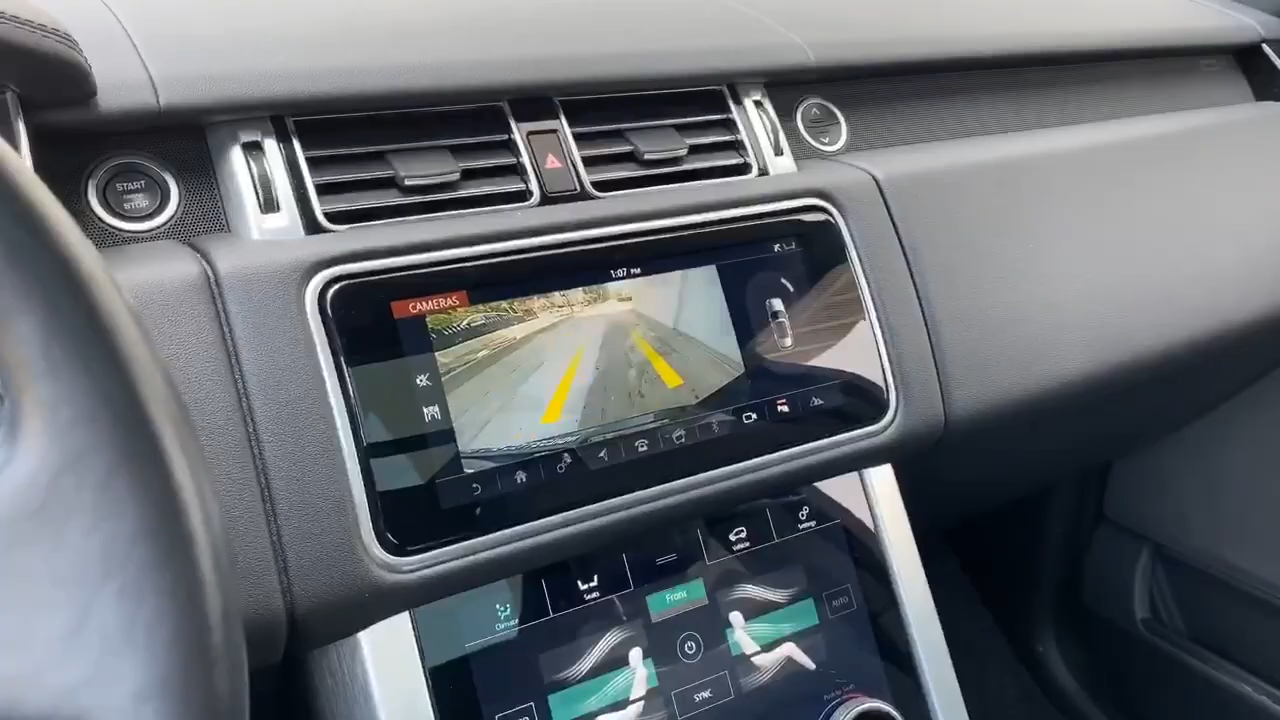 START
STOP
1:07 PM
CAMERAS
Settings
Vehicle
Seats
Climate
Front
AUTO
SYNC